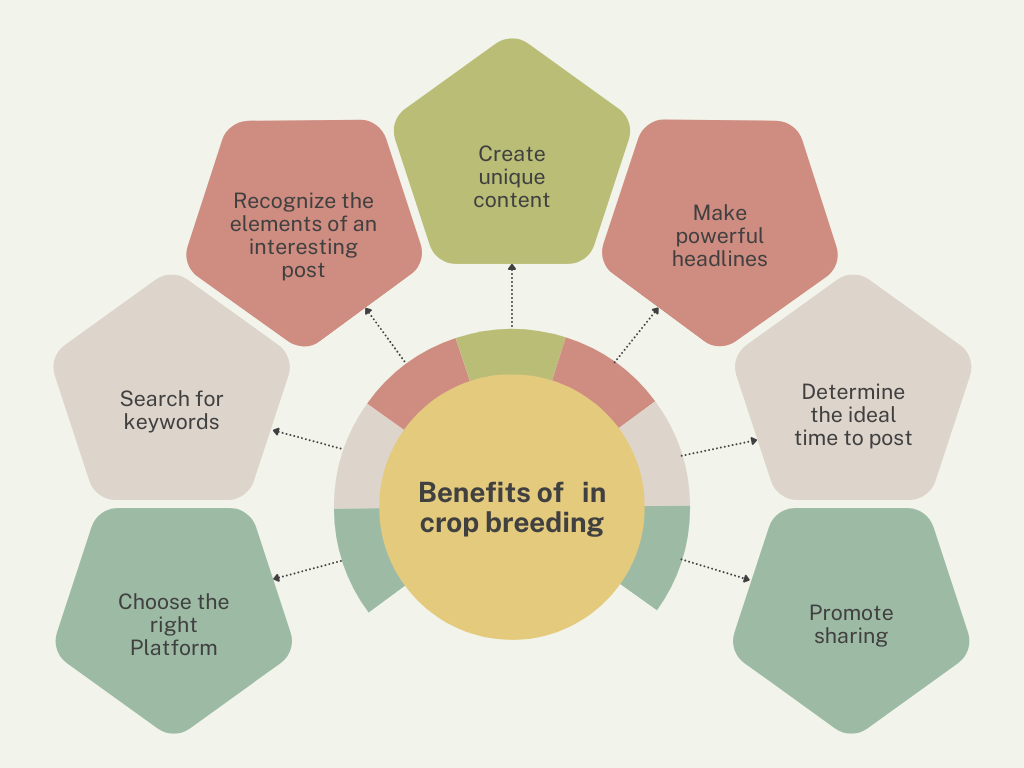 Create
unique
content
Recognize the
elements of an
interesting
post
Make
powerful
headlines
Search for
keywords
Determine
the ideal
time to post
Benefits of in
crop breeding
Choose the
right
Platform
Promote
sharing